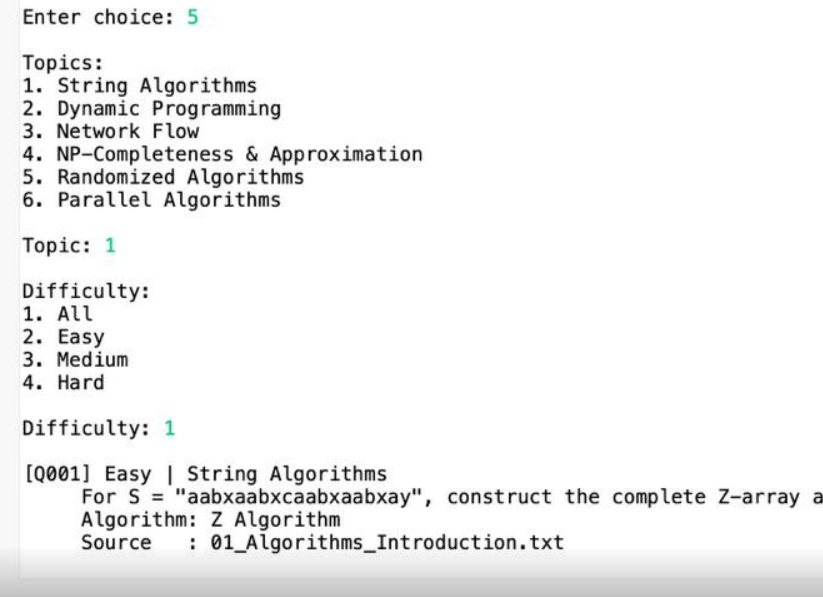 Enter choice: 5
Topics:
1. String Algorithms
2. Dynamic Programming
3. Network Flow
4. NP-Completeness & Approximation
5. Randomized Algorithms
6. Parallel Algorithms
Topic: 1
Difficulty:
1. All
2. Easy
3. Medium
4. Hard
Difficulty: 1
[Q001] Easy | String Algorithms
For S = "aabxaabxcaabxaabxay", construct the complete Z-array a
Algorithm: Z Algorithm
Source : 01_Algorithms_Introduction.txt